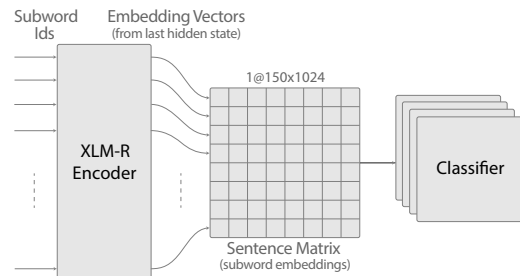 Subword
Ids
Embedding Vectors
(from last hidden state)
1@150x1024
XLM-R
Encoder
Classifier
Sentence Matrix
(subword embeddings)